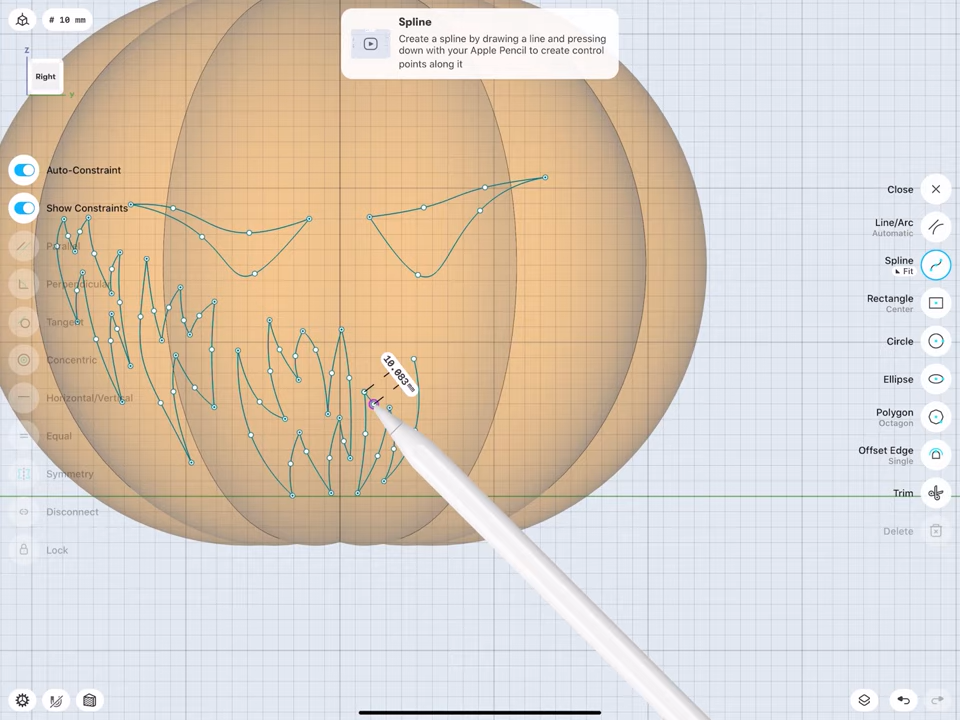 # 10 mm
Spline
Create a spline by drawing a line and pressing
down with your Apple Pencil to create control
points along it
Z
Right
Y
Auto-Constraint
Show Constraints
Parallel
Perpendicular
Tangent
Concentric
Horizontal/Vertical
Equal
Symmetry
Disconnect
Lock
10.083mm
Close
Line/Arc
Automatic
Spline
Fit
Rectangle
Center
Circle
Ellipse
Polygon
Octagon
Offset Edge
Single
Trim
Delete